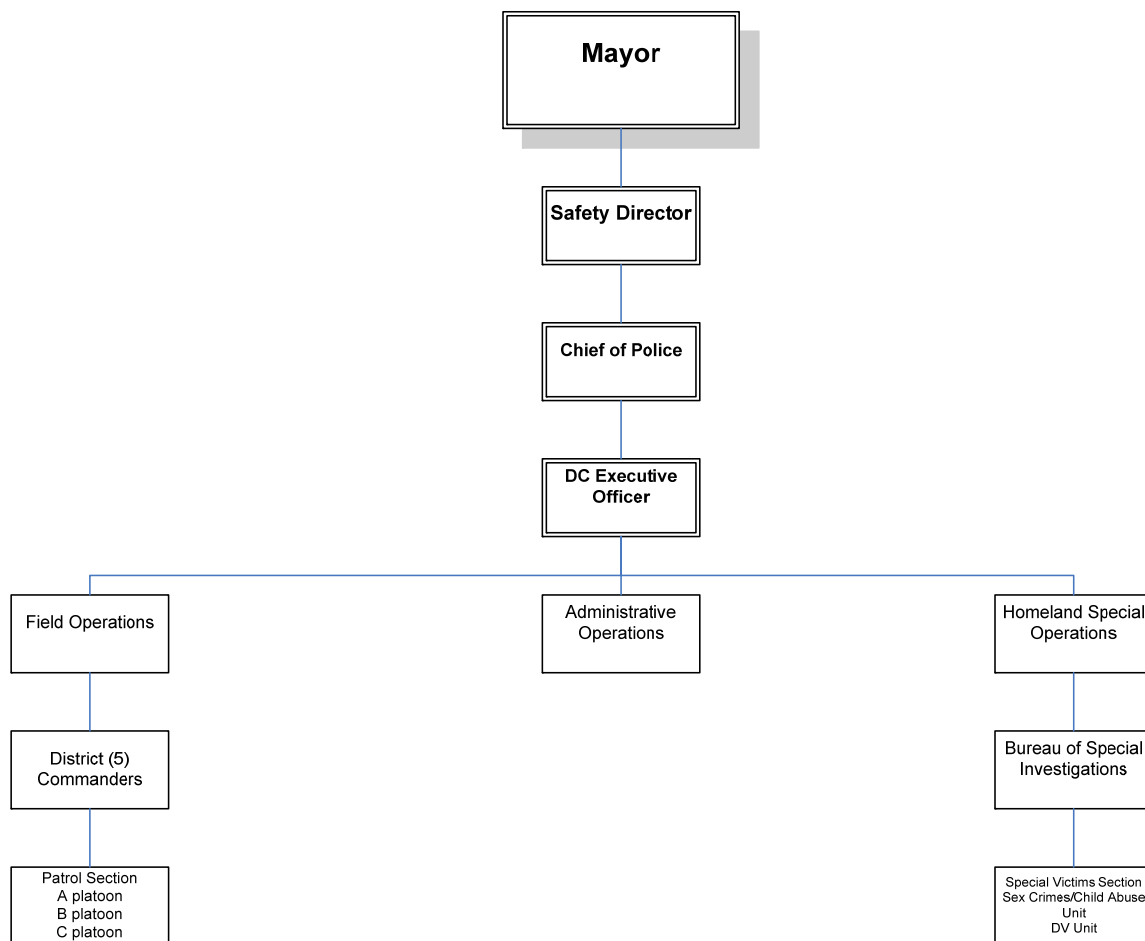 Mayor
Safety Director
Chief of Police
DC Executive
Officer
Field Operations
Administrative
Operations
Homeland Special
Operations
District (5)
Commanders
Bureau of Special
Investigations
Patrol Section
A platoon
B platoon
C platoon
Special Victims Section
Sex Crimes/Child Abuse
Unit
DV Unit